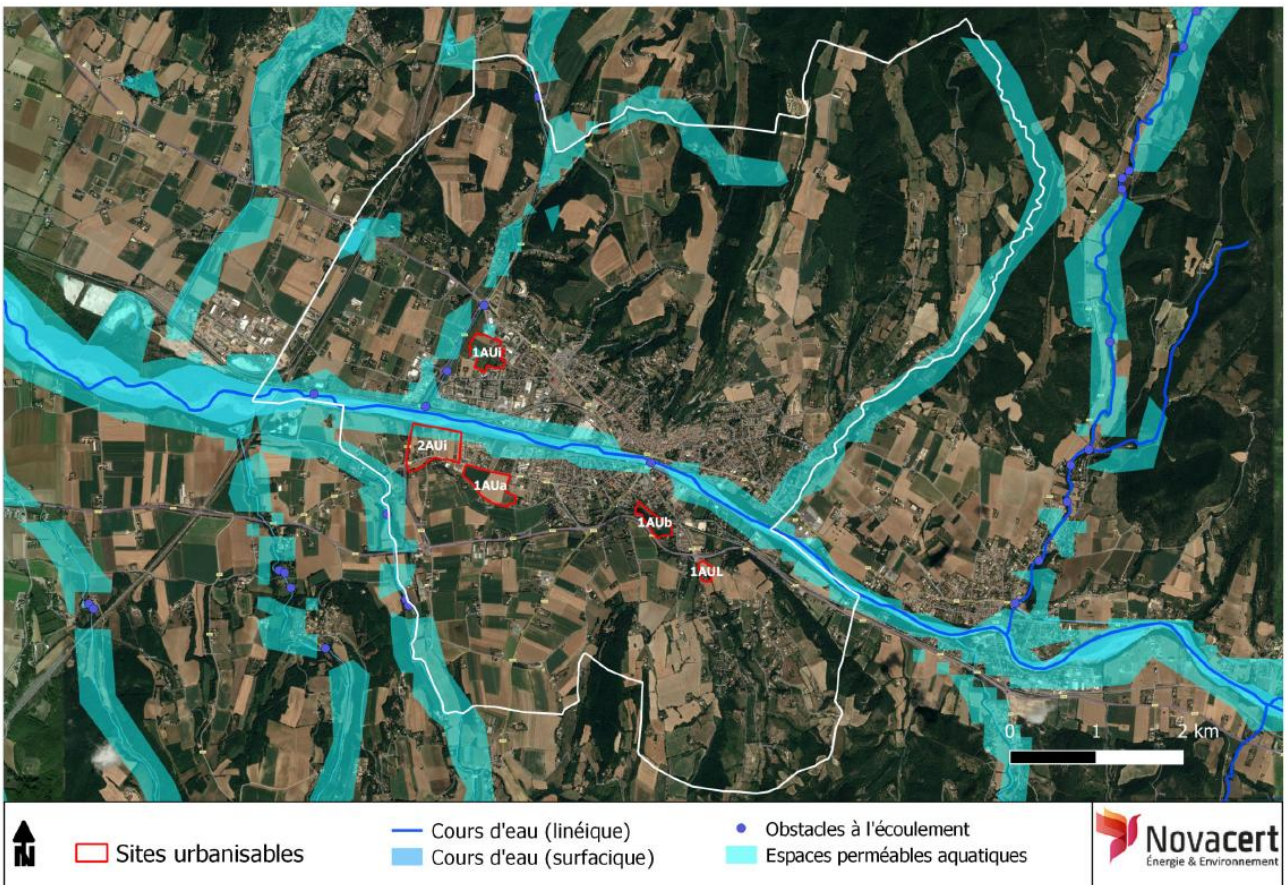 1AUi
2AUi
1AUa
1AUb
1AUL
0 1 2 km
N
Sites urbanisables
Cours d'eau (linéique)
Cours d'eau (surfacique)
Obstacles à l'écoulement
Espaces perméables aquatiques
Novacert
Énergie & Environnement